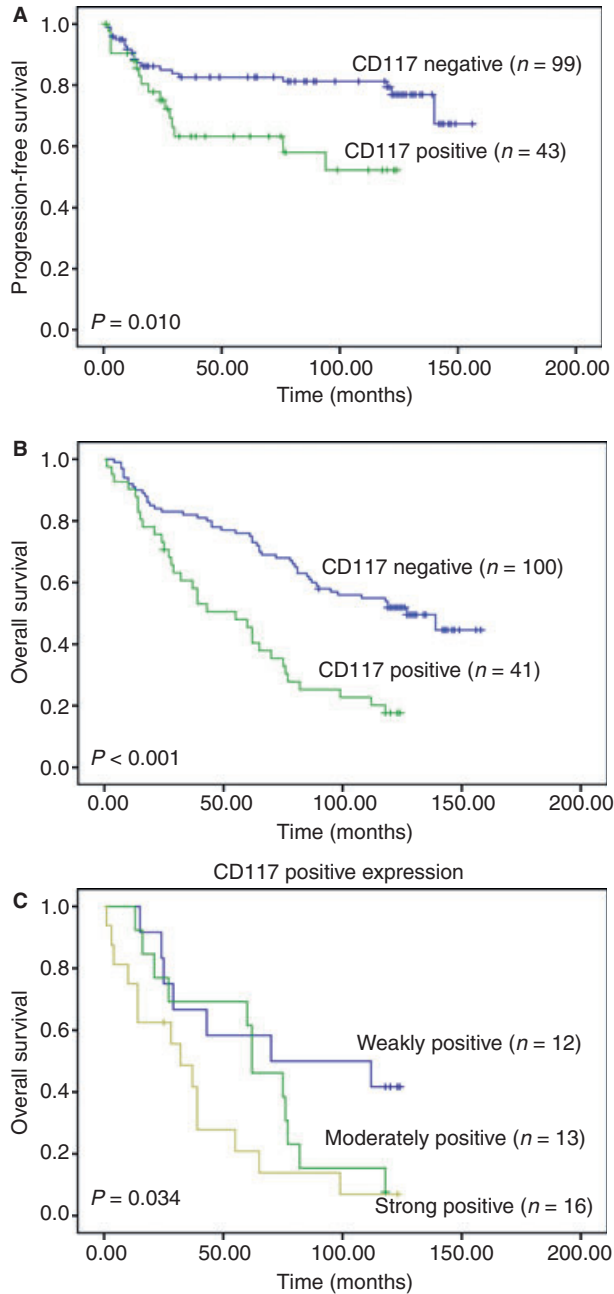 A
Progression-free survival
1.0
0.8
0.6
0.4
0.2
0.0
CD117 negative (n = 99)
CD117 positive (n = 43)
P = 0.010
0.00 50.00 100.00 150.00 200.00
Time (months)
B
Overall survival
1.0
0.8
0.6
0.4
0.2
0.0
CD117 negative (n = 100)
CD117 positive (n = 41)
P < 0.001
0.00 50.00 100.00 150.00 200.00
Time (months)
CD117 positive expression
C
Overall survival
1.0
0.8
0.6
0.4
0.2
0.0
Weakly positive (n = 12)
Moderately positive (n = 13)
P = 0.034
Strong positive (n = 16)
0.00 50.00 100.00 150.00 200.00
Time (months)